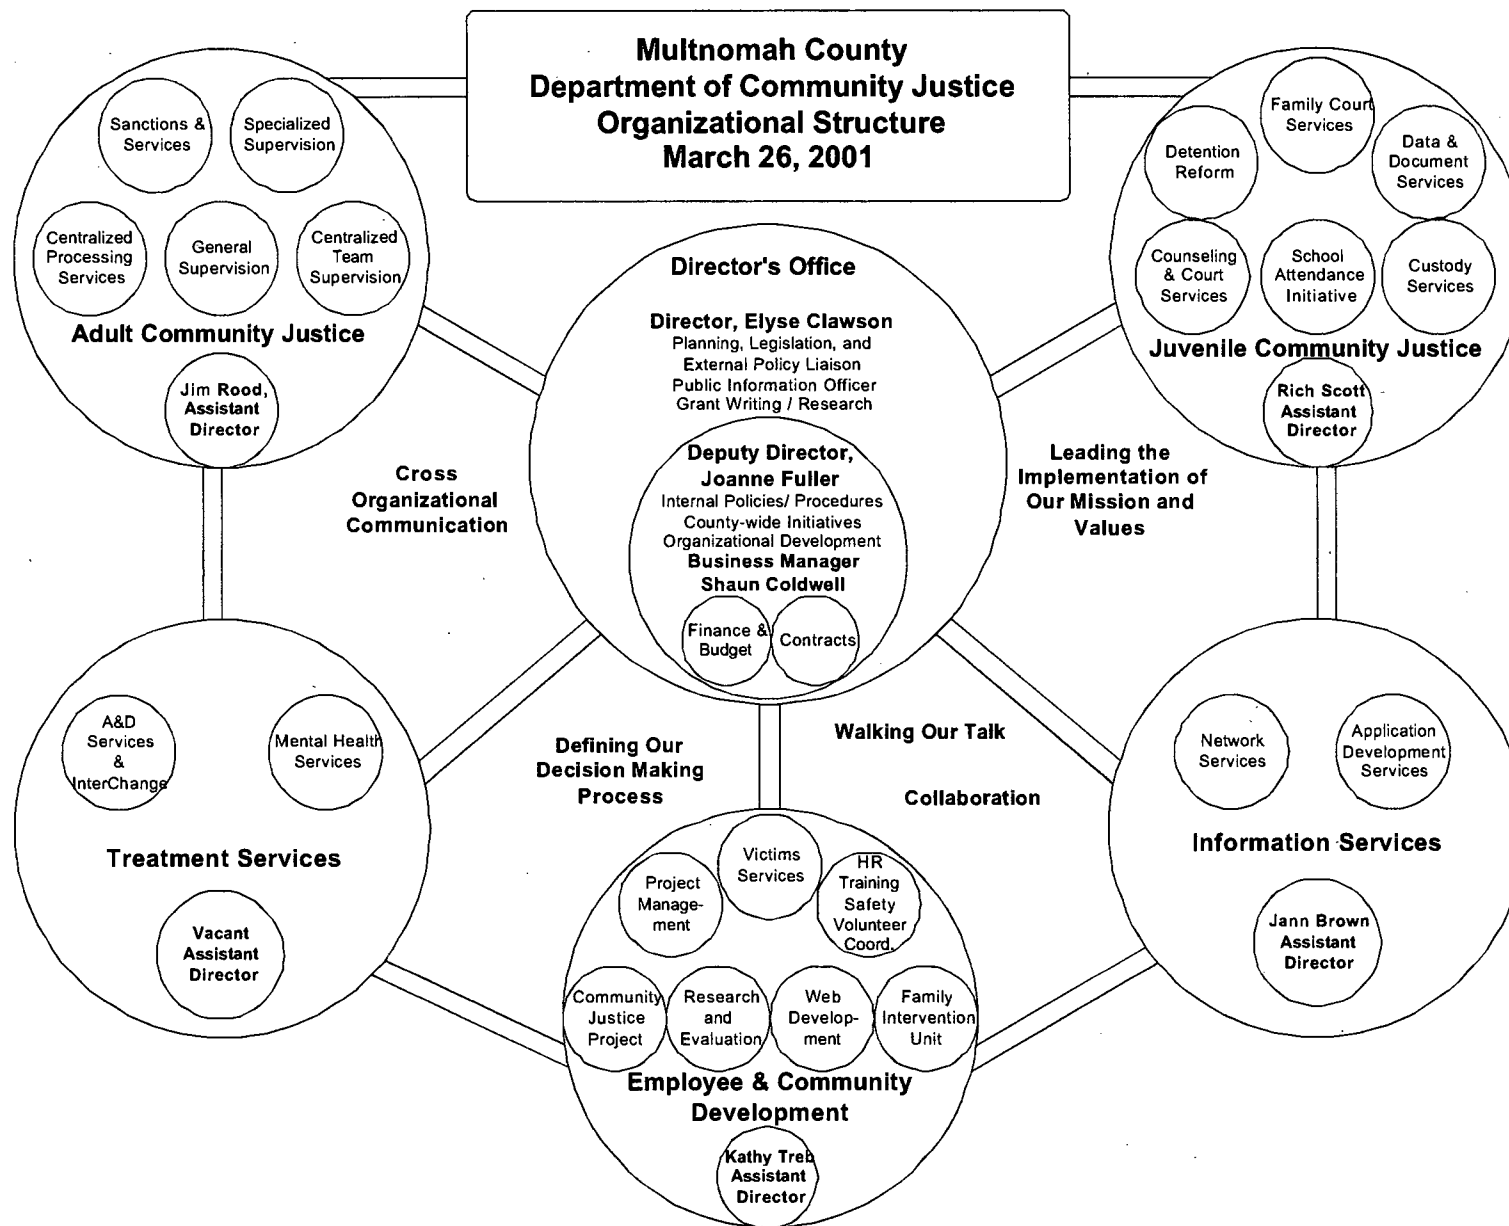 Multnomah County
Department of Community Justice
Organizational Structure
March 26, 2001
Sanctions &
Services
Specialized
Supervision
Centralized
Processing
Services
General
Supervision
Centralized
Team
Supervision
Adult Community Justice
Jim Rood,
Assistant
Director
Family Court
Services
Detention
Reform
Data &
Document
Services
Counseling
& Court
Services
School
Attendance
Initiative
Custody
Services
Juvenile Community Justice
Rich Scott
Assistant
Director
Director's Office
Director, Elyse Clawson
Planning, Legislation, and
External Policy Liaison
Public Information Officer
Grant Writing / Research
Deputy Director,
Joanne Fuller
Internal Policies/ Procedures
County-wide Initiatives
Organizational Development
Business Manager
Shaun Coldwell
Finance &
Budget
Contracts
Cross
Organizational
Communication
Leading the
Implementation of
Our Mission and
Values
Defining Our
Decision Making
Process
Walking Our Talk
Collaboration
A&D
Services
&
InterChange
Mental Health
Services
Treatment Services
Vacant
Assistant
Director
Network
Services
Application
Development
Services
Information Services
Jann Brown
Assistant
Director
Victims
Services
Project
Manage-
ment
HR
Training
Safety
Volunteer
Coord.
Community
Justice
Project
Research
and
Evaluation
Web
Develop-
ment
Family
Intervention
Unit
Employee & Community
Development
Kathy Treb
Assistant
Director